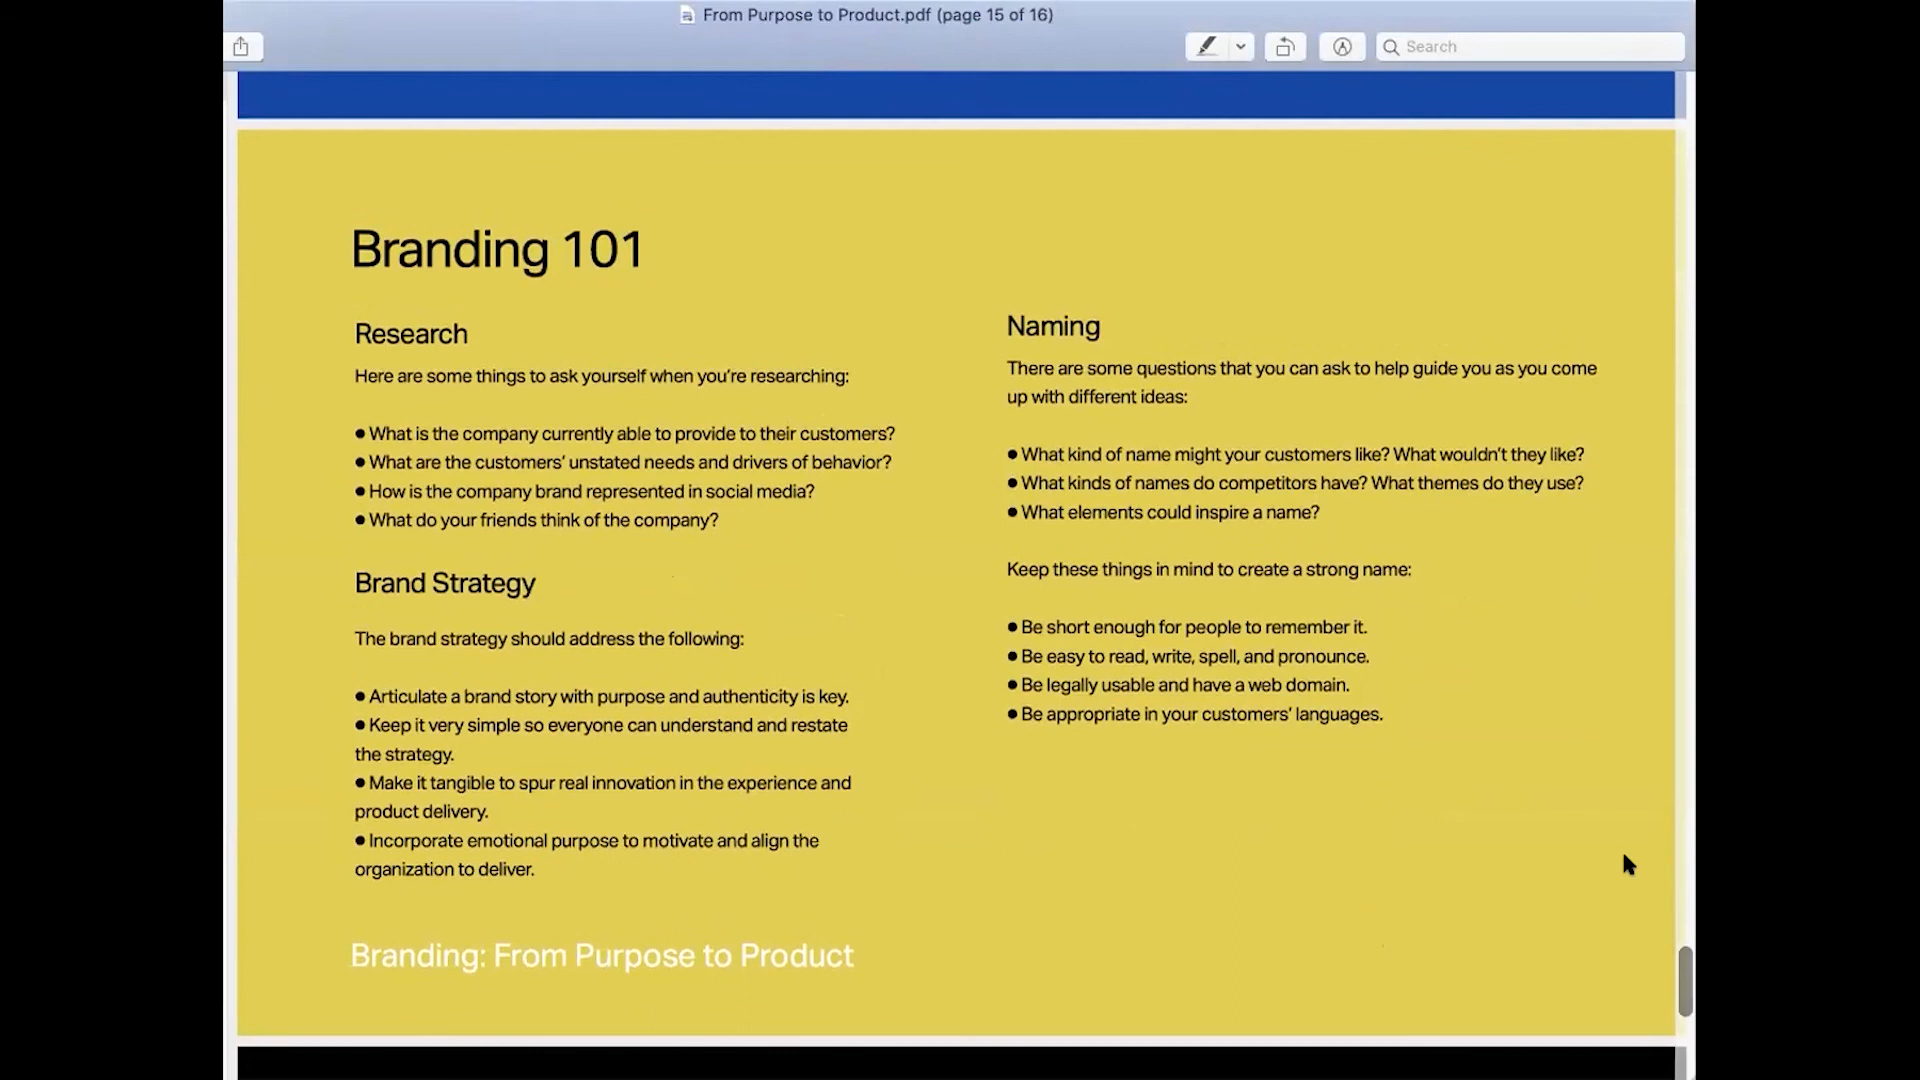 From Purpose to Product.pdf (page 15 of 16)
Search
Branding 101
Research
Here are some things to ask yourself when you’re researching:
● What is the company currently able to provide to their customers?
● What are the customers’ unstated needs and drivers of behavior?
● How is the company brand represented in social media?
● What do your friends think of the company?
Brand Strategy
The brand strategy should address the following:
● Articulate a brand story with purpose and authenticity is key.
● Keep it very simple so everyone can understand and restate
the strategy.
● Make it tangible to spur real innovation in the experience and
product delivery.
● Incorporate emotional purpose to motivate and align the
organization to deliver.
Naming
There are some questions that you can ask to help guide you as you come
up with different ideas:
● What kind of name might your customers like? What wouldn’t they like?
● What kinds of names do competitors have? What themes do they use?
● What elements could inspire a name?
Keep these things in mind to create a strong name:
● Be short enough for people to remember it.
● Be easy to read, write, spell, and pronounce.
● Be legally usable and have a web domain.
● Be appropriate in your customers’ languages.
Branding: From Purpose to Product